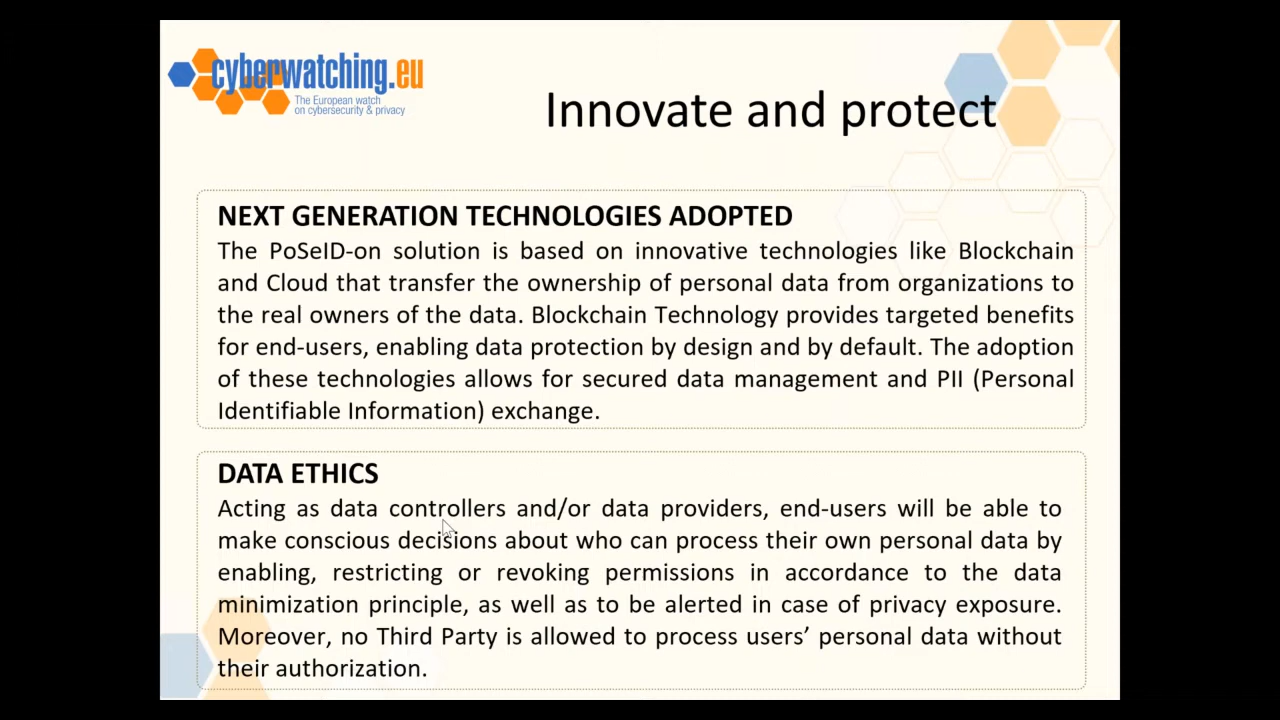 cyberwatching.eu
The European watch
on cybersecurity & privacy
Innovate and protect
NEXT GENERATION TECHNOLOGIES ADOPTED
The PoSeID-on solution is based on innovative technologies like Blockchain
and Cloud that transfer the ownership of personal data from organizations to
the real owners of the data. Blockchain Technology provides targeted benefits
for end-users, enabling data protection by design and by default. The adoption
of these technologies allows for secured data management and PII (Personal
Identifiable Information) exchange.
DATA ETHICS
Acting as data controllers and/or data providers, end-users will be able to
make conscious decisions about who can process their own personal data by
enabling, restricting or revoking permissions in accordance to the data
minimization principle, as well as to be alerted in case of privacy exposure.
Moreover, no Third Party is allowed to process users’ personal data without
their authorization.